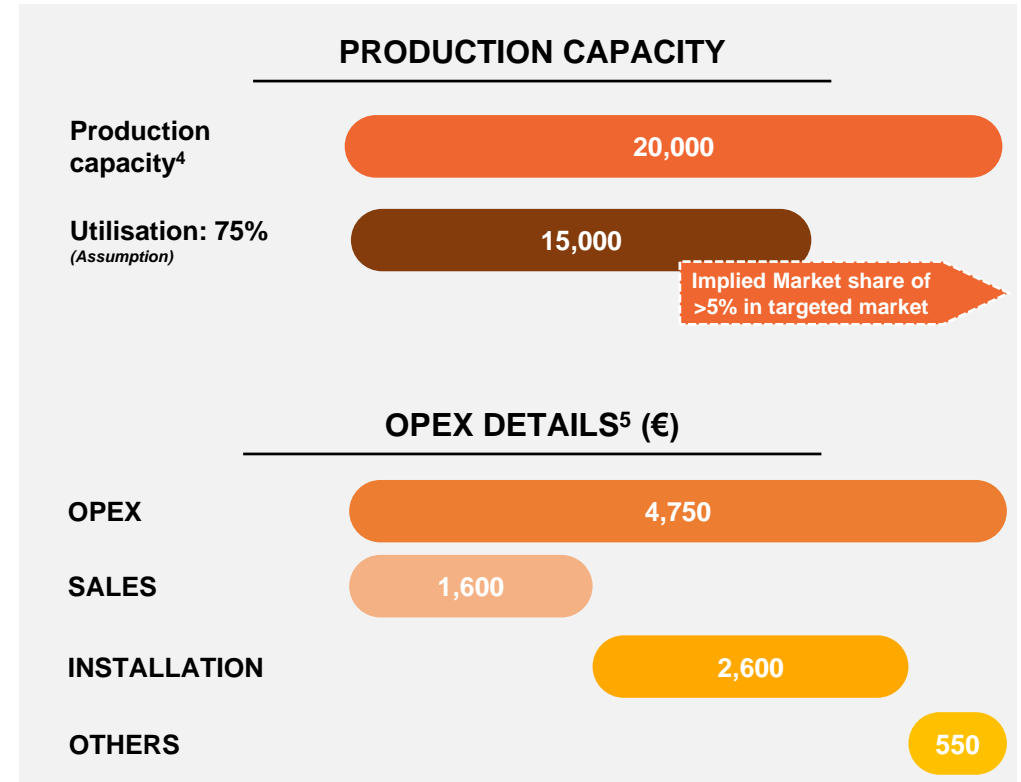 PRODUCTION CAPACITY
Production
capacity⁴
20,000
Utilisation: 75%
(Assumption)
15,000
Implied Market share of
>5% in targeted market
OPEX DETAILS⁵ (€)
OPEX
4,750
SALES
1,600
INSTALLATION
2,600
OTHERS
550